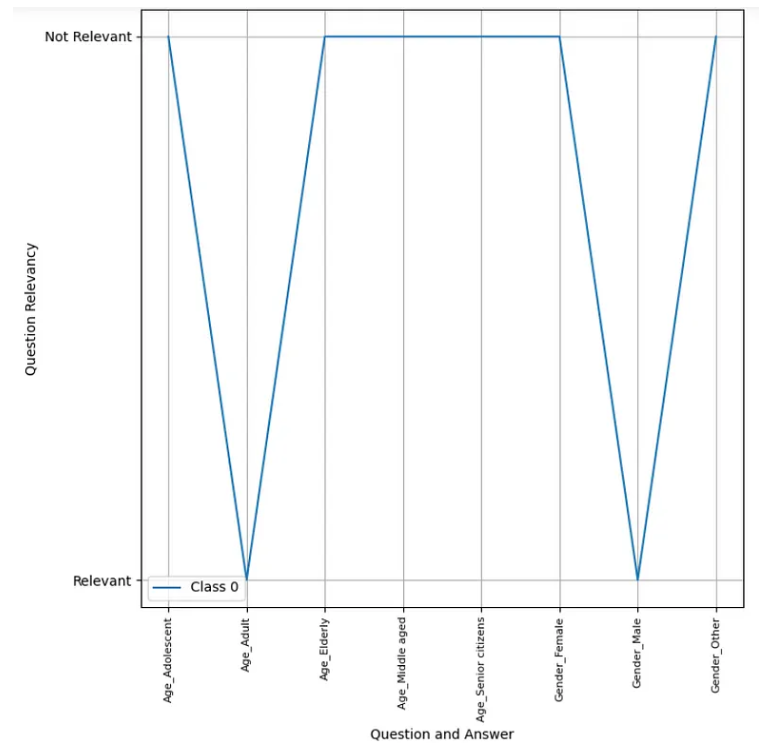 Not Relevant
Question Relevancy
Relevant
Class 0
Age_Adolescent
Age_Adult
Age_Elderly
Age_Middle aged
Age_Senior citizens
Gender_Female
Gender_Male
Gender_Other
Question and Answer